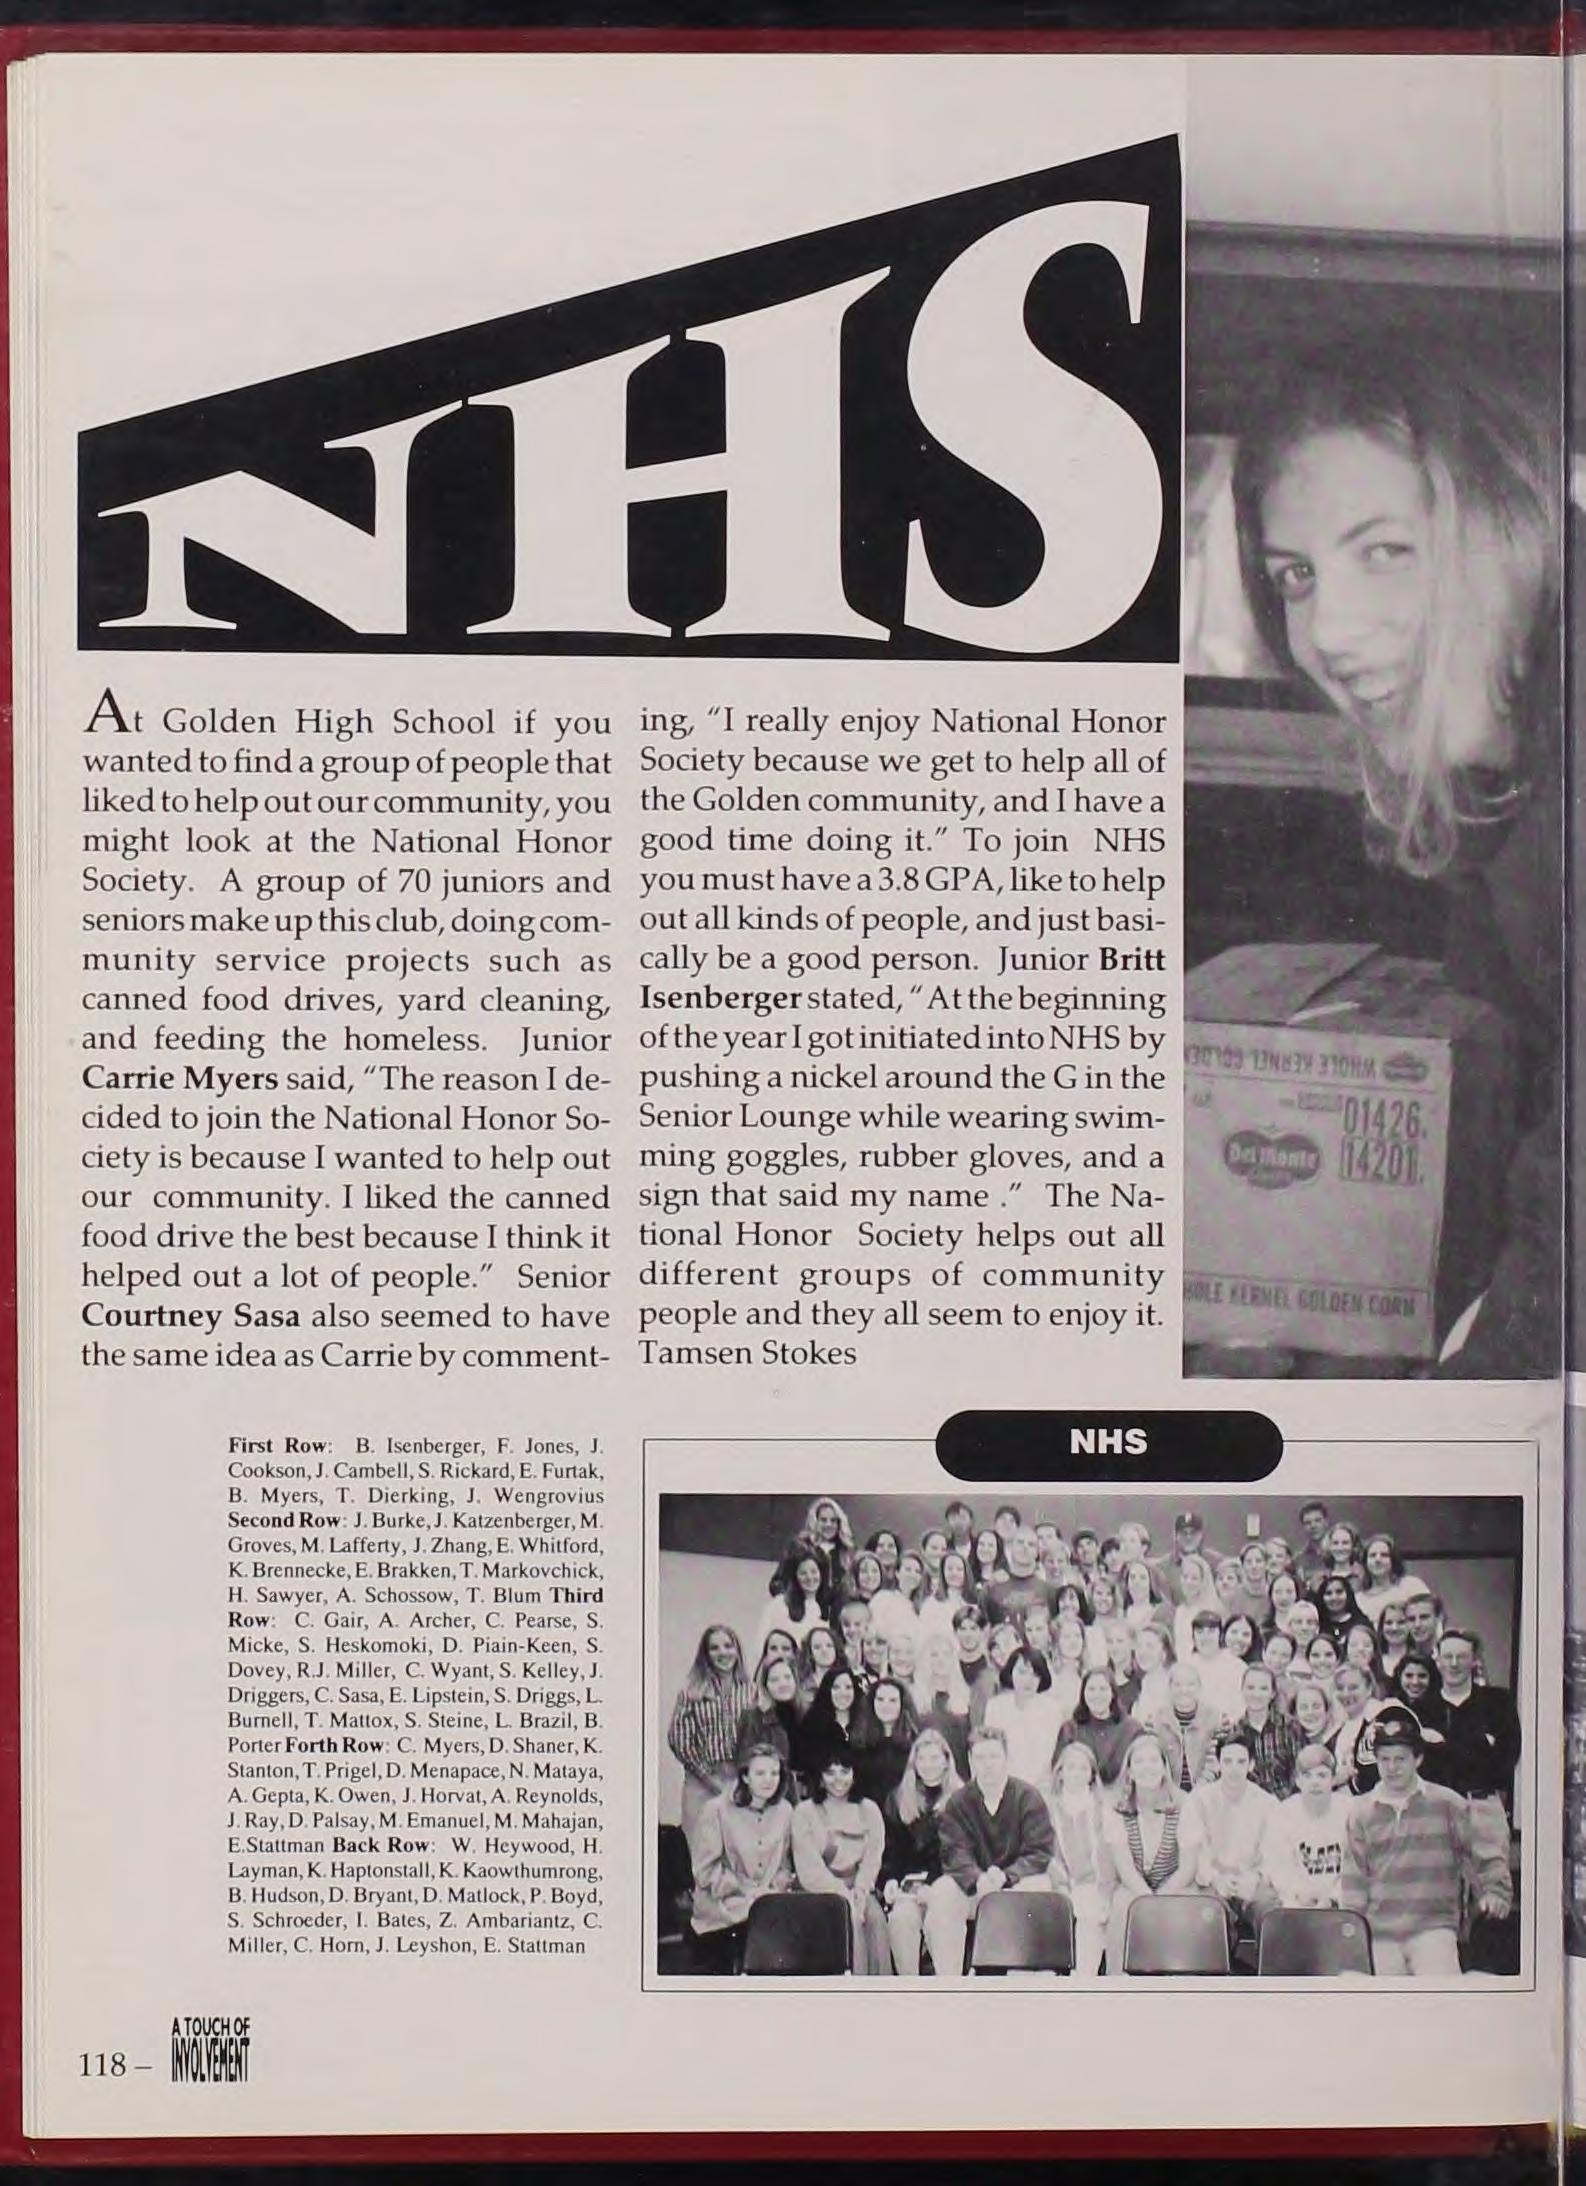 NHS
At Golden High School if you
wanted to find a group of people that
liked to help out our community, you
might look at the National Honor
Society. A group of 70 juniors and
seniors make up this club, doing com-
munity service projects such as
canned food drives, yard cleaning,
and feeding the homeless. Junior
Carrie Myers said, "The reason I de-
cided to join the National Honor So-
ciety is because I wanted to help out
our community. I liked the canned
food drive the best because I think it
helped out a lot of people." Senior
Courtney Sasa also seemed to have
the same idea as Carrie by comment-
ing, "I really enjoy National Honor
Society because we get to help all of
the Golden community, and I have a
good time doing it." To join NHS
you must have a 3.8 GPA, like to help
out all kinds of people, and just basi-
cally be a good person. Junior Britt
Isenberger stated, " At the beginning
of the year I got initiated into NHS by
pushing a nickel around the G in the
Senior Lounge while wearing swim-
ming goggles, rubber gloves, and a
sign that said my name ." The Na-
tional Honor Society helps out all
different groups of community
people and they all seem to enjoy it.
Tamsen Stokes
WHOLE KERNEL GOLDEN
01426.
14201.
Del Monte
WHOLE KERNEL GOLDEN CORN
First Row: B. Isenberger, F. Jones, J.
Cookson, J. Cambell, S. Rickard, E. Furtak,
B. Myers, T. Dierking, J. Wengrovius
Second Row: J. Burke, J. Katzenberger, M.
Groves, M. Lafferty, J. Zhang, E. Whitford,
K. Brennecke, E. Brakken, T. Markovchick,
H. Sawyer, A. Schossow, T. Blum Third
Row: C. Gair, A. Archer, C. Pearse, S.
Micke, S. Heskomoki, D. Piain-Keen, S.
Dovey, R.J. Miller, C. Wyant, S. Kelley, J.
Driggers, C. Sasa, E. Lipstein, S. Driggs, L.
Burnell, T. Mattox, S. Steine, L. Brazil, B.
Porter Forth Row: C. Myers, D. Shaner, K.
Stanton, T. Prigel, D. Menapace, N. Mataya,
A. Gepta, K. Owen, J. Horvat, A. Reynolds,
J. Ray, D. Palsay, M. Emanuel, M. Mahajan,
E.Stattman Back Row: W. Heywood, H.
Layman, K. Haptonstall, K. Kaowthumrong,
B. Hudson, D. Bryant, D. Matlock, P. Boyd,
S. Schroeder, I. Bates, Z. Ambariantz, C.
Miller, C. Horn, J. Leyshon, E. Stattman
NHS
118 –
A TOUCH OF
INVOLVEMENT